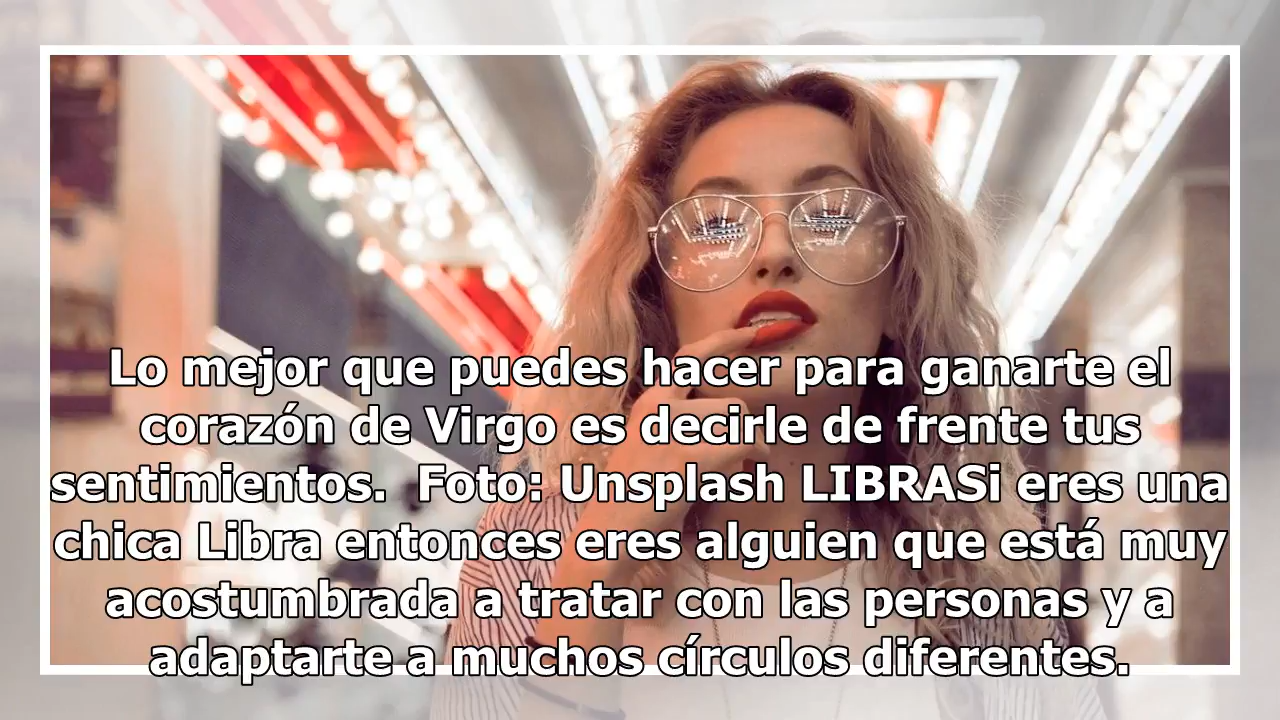 Lo mejor que puedes hacer para ganarte el
corazón de Virgo es decirle de frente tus
sentimientos.  Foto: Unsplash LIBRASi eres una
chica Libra entonces eres alguien que está muy
acostumbrada a tratar con las personas y a
adaptarte a muchos círculos diferentes.